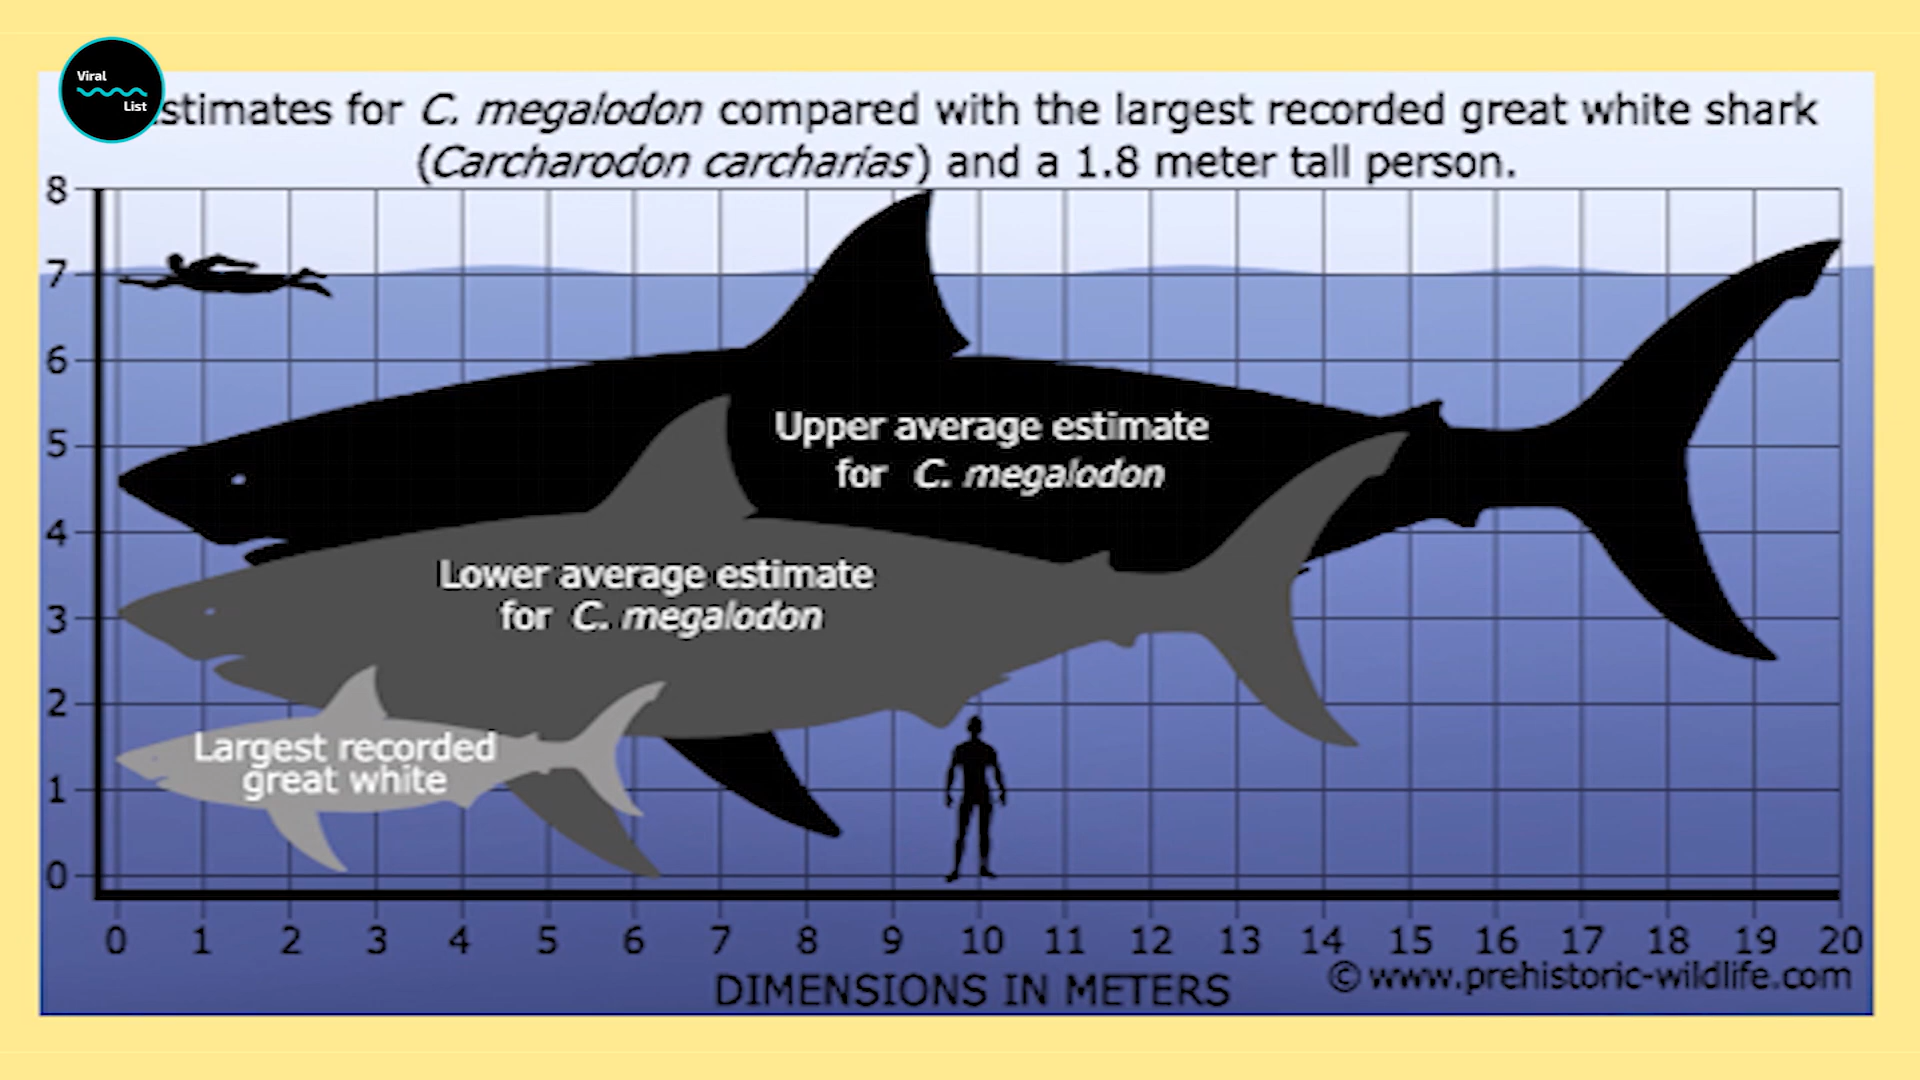 Viral
List
stimates for C. megalodon compared with the largest recorded great white shark
(Carcharodon carcharias) and a 1.8 meter tall person.
8
7
6
5
4
3
2
1
0
Upper average estimate
for C. megalodon
Lower average estimate
for C. megalodon
Largest recorded
great white
0 1 2 3 4 5 6 7 8 9 10 11 12 13 14 15 16 17 18 19 20
DIMENSIONS IN METERS
© www.prehistoric-wildlife.com